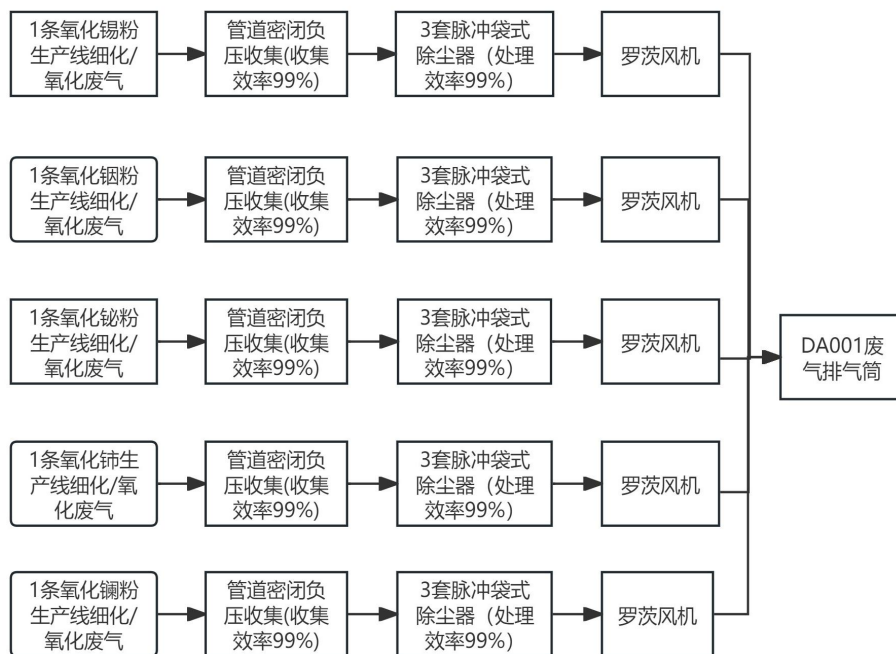 1条氧化锡粉
生产线细化/
氧化废气
管道密闭负
压收集(收集
效率99%)
3套脉冲袋式
除尘器（处理
效率99%）
罗茨风机
1条氧化铟粉
生产线细化/
氧化废气
管道密闭负
压收集(收集
效率99%)
3套脉冲袋式
除尘器（处理
效率99%）
罗茨风机
1条氧化铋粉
生产线细化/
氧化废气
管道密闭负
压收集(收集
效率99%)
3套脉冲袋式
除尘器（处理
效率99%）
罗茨风机
DA001废
气排气筒
1条氧化铈生
产线细化/氧
化废气
管道密闭负
压收集(收集
效率99%)
3套脉冲袋式
除尘器（处理
效率99%）
罗茨风机
1条氧化镧粉
生产线细化/
氧化废气
管道密闭负
压收集(收集
效率99%)
3套脉冲袋式
除尘器（处理
效率99%）
罗茨风机